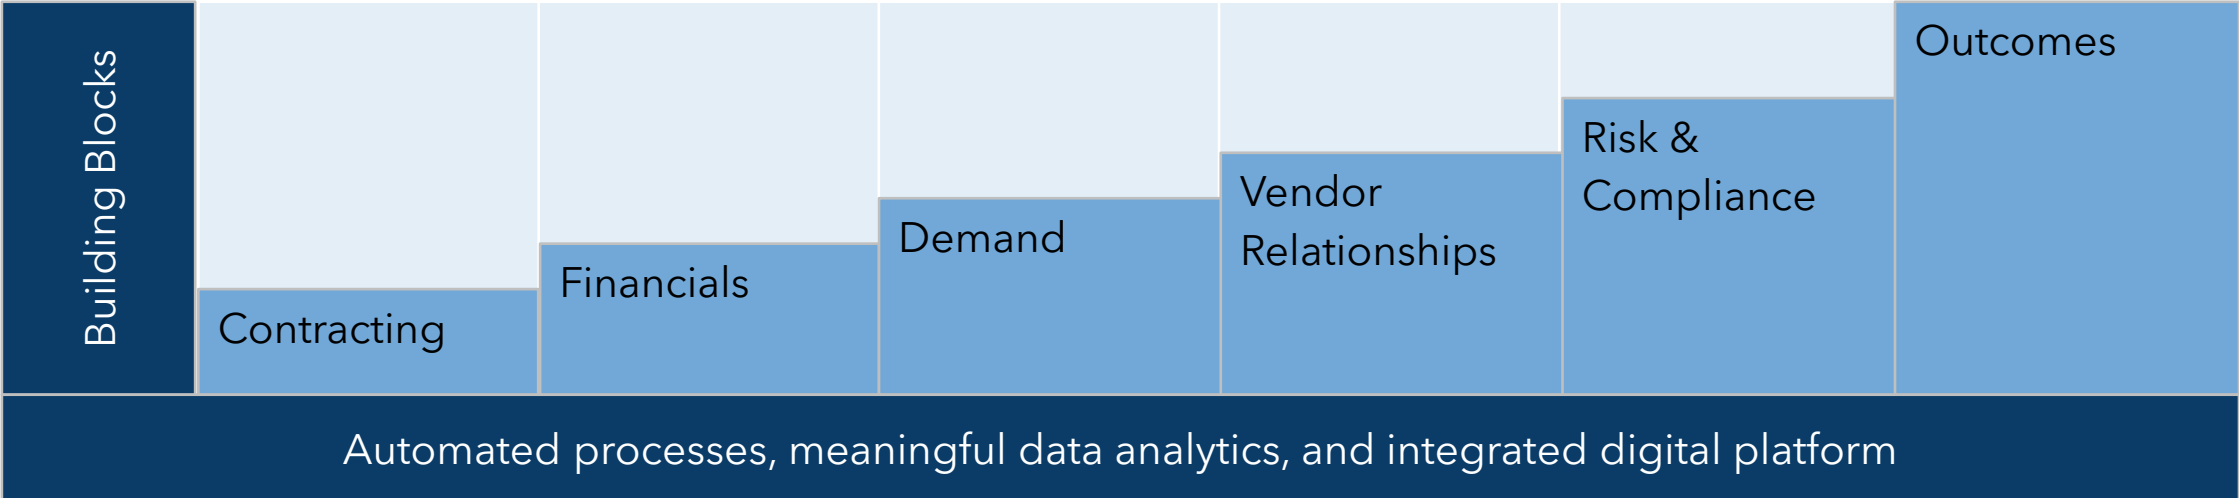 Building Blocks
Contracting
Financials
Demand
Vendor
Relationships
Risk &
Compliance
Outcomes
Automated processes, meaningful data analytics, and integrated digital platform